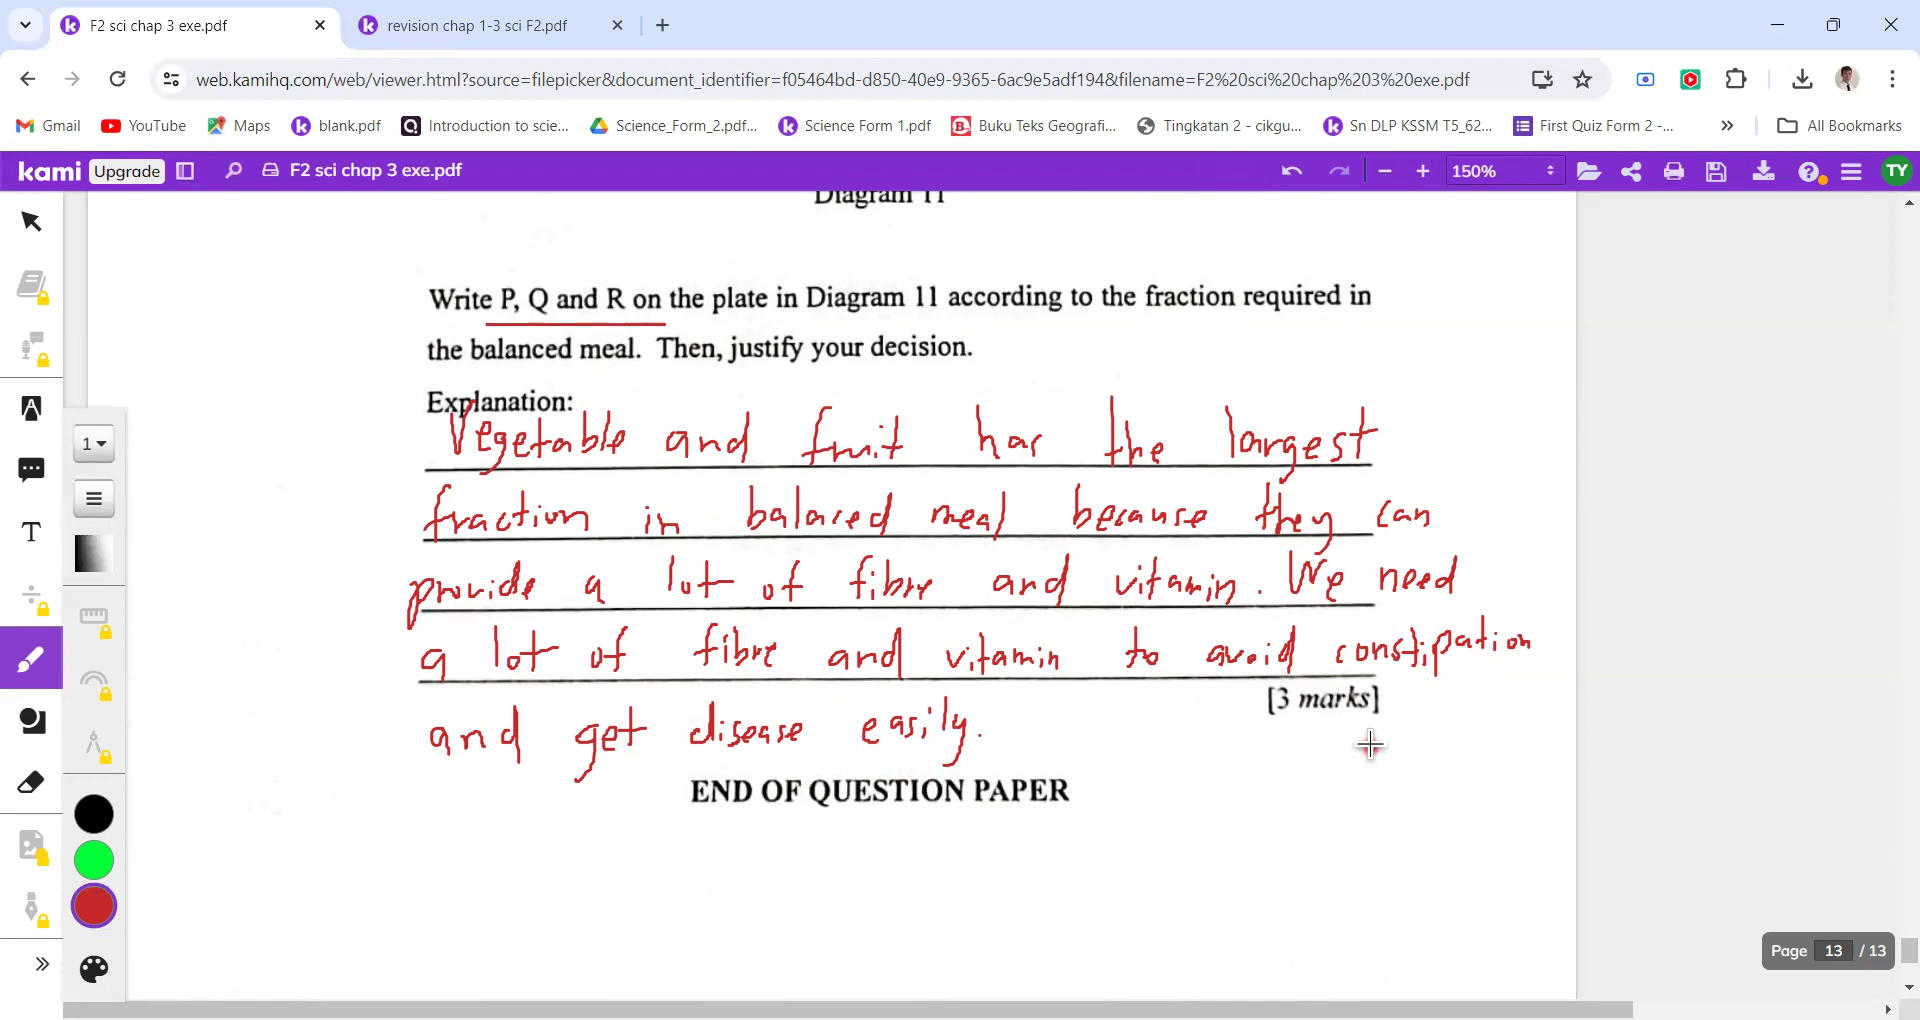 F2 sci chap 3 exe.pdf
revision chap 1-3 sci F2.pdf
web.kamihq.com/web/viewer.html?source=filepicker&document_identifier=f05464bd-d850-40e9-9365-6ac9e5adf194&filename=F2%20sci%20chap%203%20exe.pdf
Gmail YouTube Maps blank.pdf Introduction to scie... Science_Form_2.pdf... Science Form 1.pdf Buku Teks Geografi... Tingkatan 2 - cikgu... Sn DLP KSSM T5_62... First Quiz Form 2 -... All Bookmarks
kami Upgrade F2 sci chap 3 exe.pdf 150% TY
Diagram 11
Write P, Q and R on the plate in Diagram 11 according to the fraction required in
the balanced meal. Then, justify your decision.
Explanation:
Vegetable and fruit has the largest
fraction in balaced meal because they can
provide a lot of fibre and vitamin. We need
a lot of fibre and vitamin to avoid constipation
[3 marks]
and get disease easily.
END OF QUESTION PAPER
1
T
Page 13 / 13